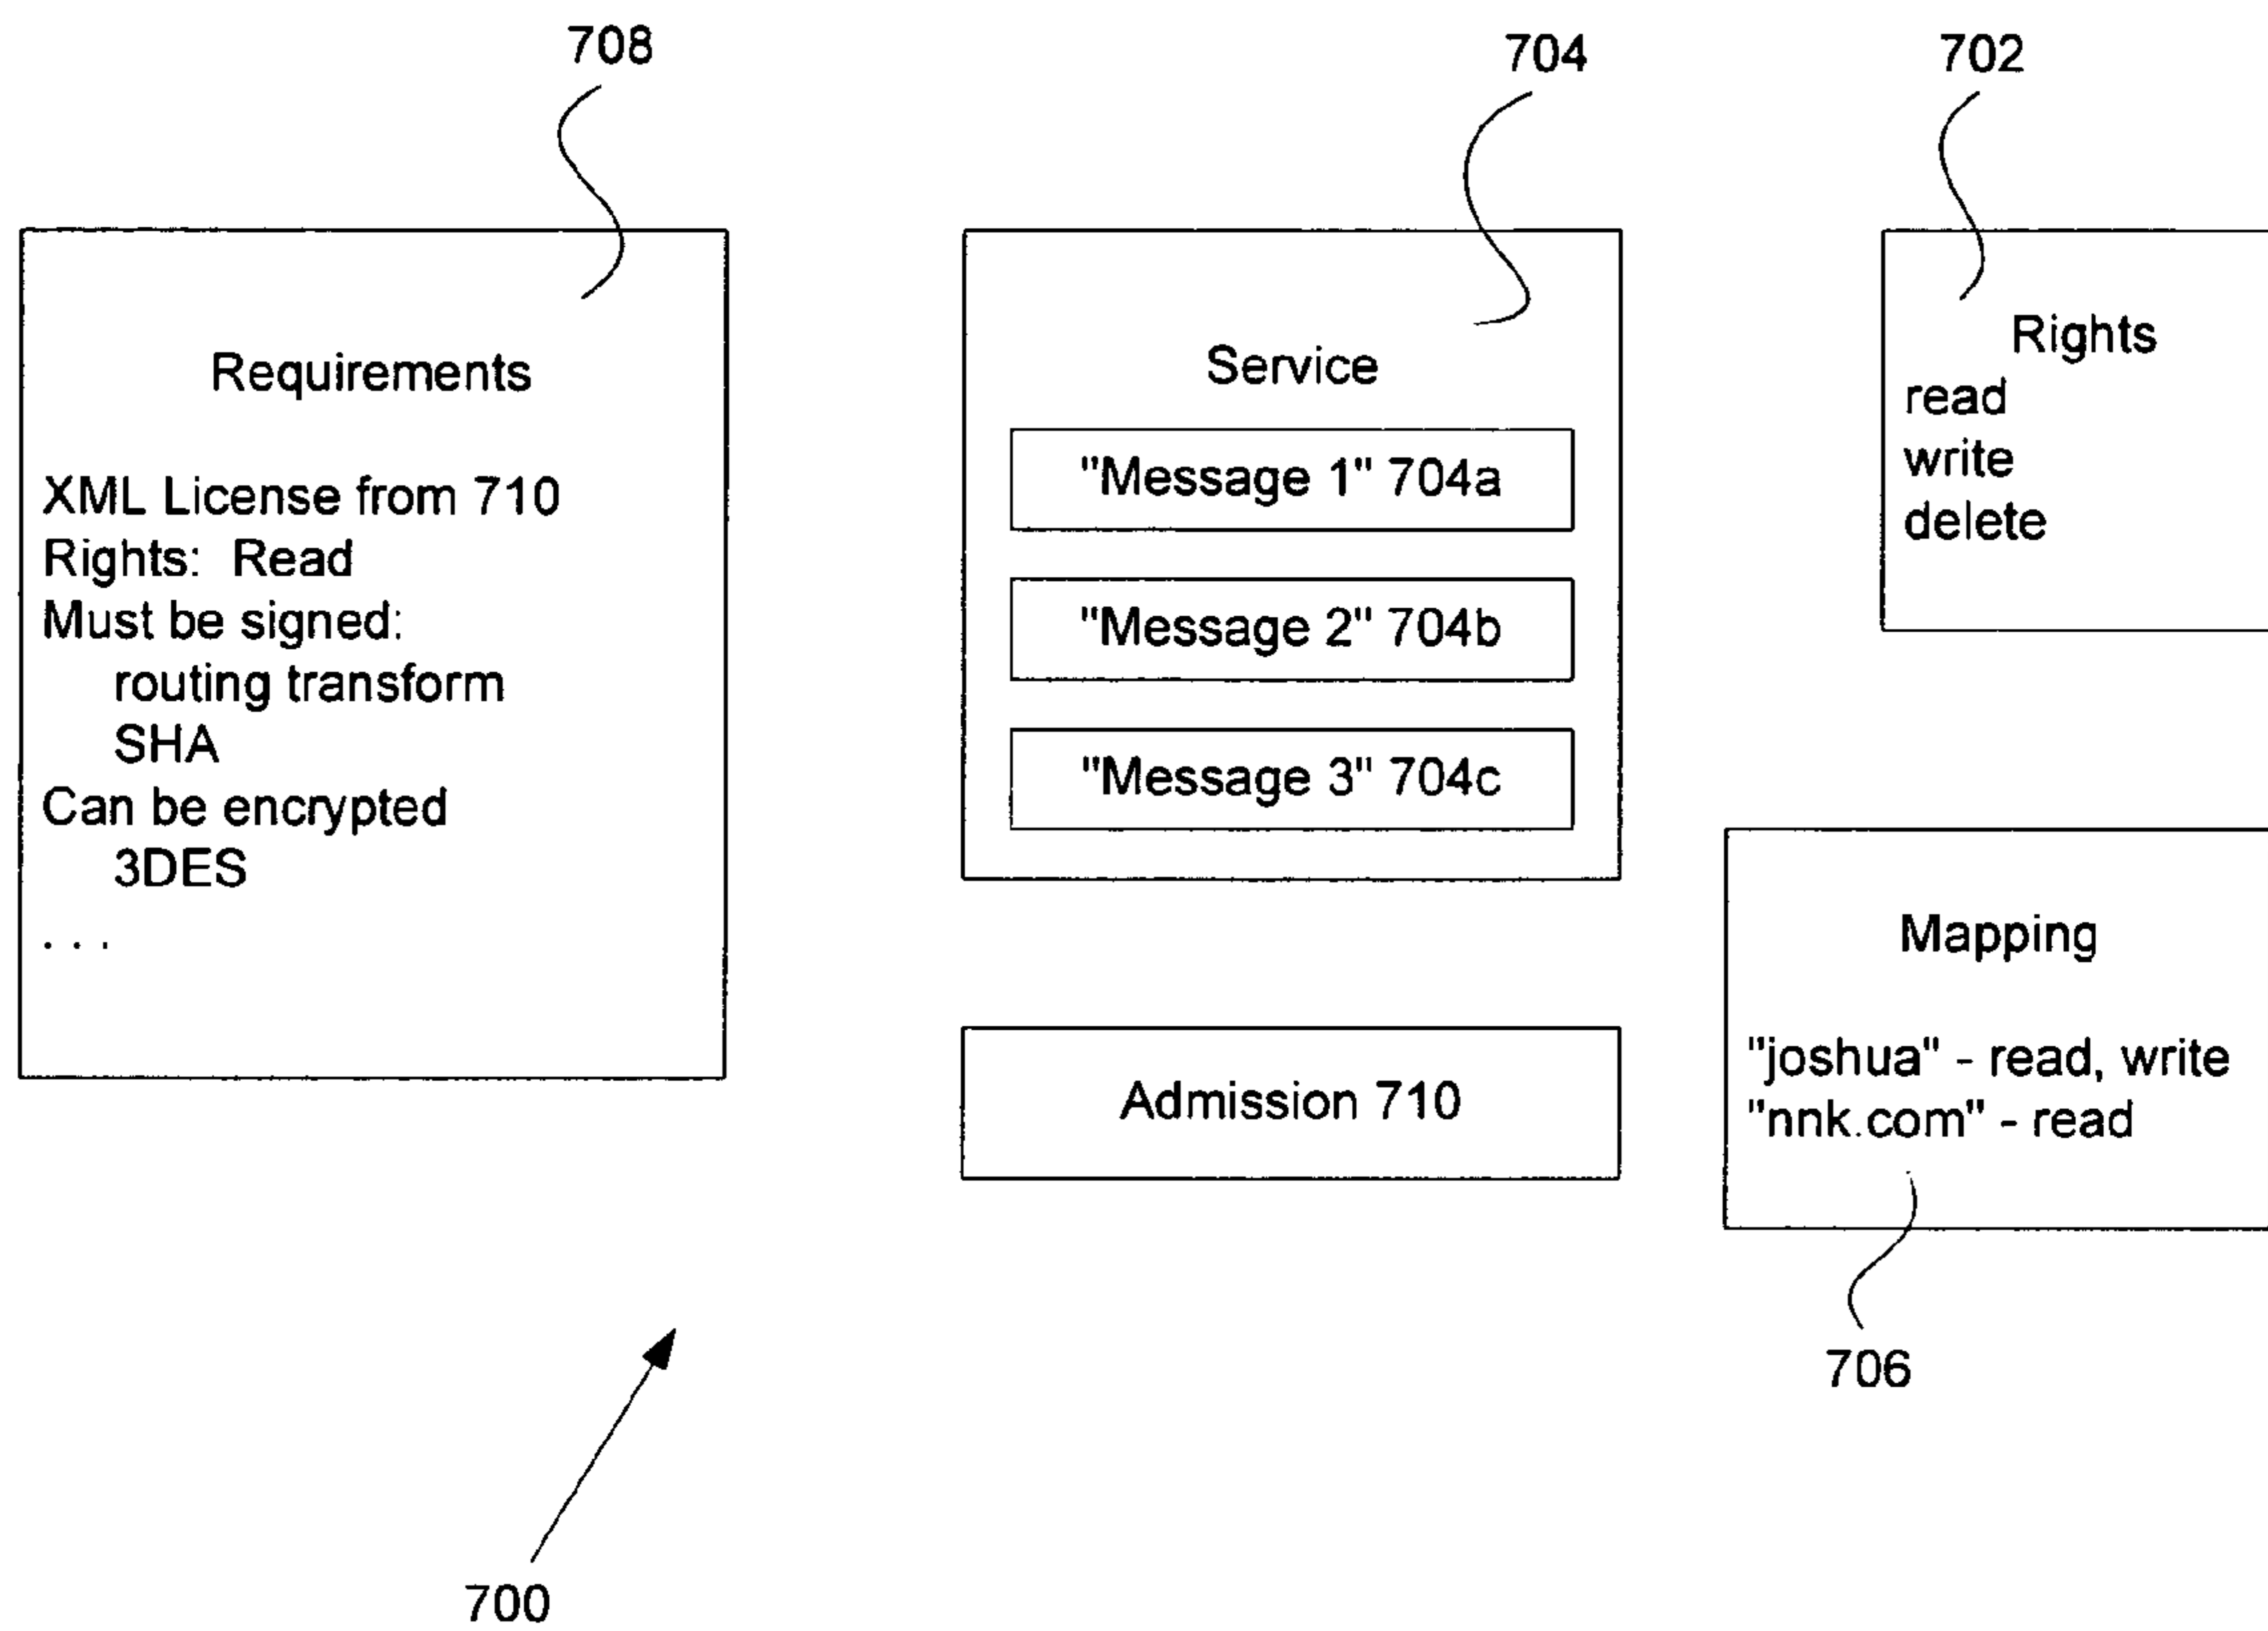 708
704
702
Requirements
XML License from 710
Rights: Read
Must be signed:
routing transform
SHA
Can be encrypted
3DES
. . .
Service
"Message 1" 704a
"Message 2" 704b
"Message 3" 704c
Admission 710
Rights
read
write
delete
Mapping
"joshua" - read, write
"nnk.com" - read
706
700